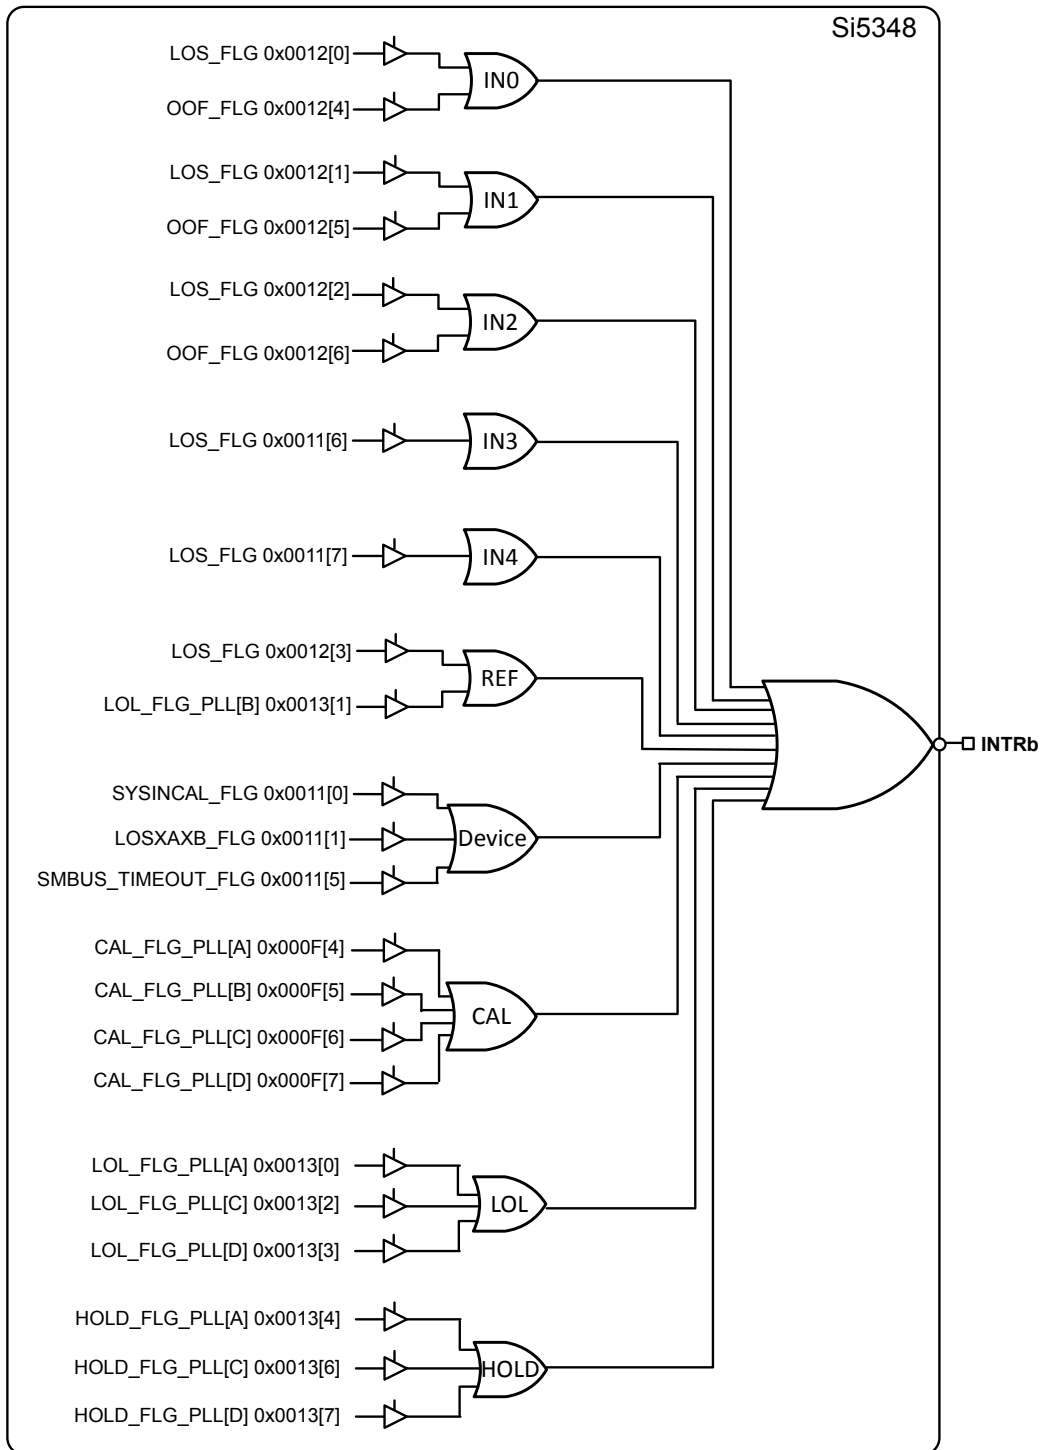 Si5348
LOS_FLG 0x0012[0]
IN0
OOF_FLG 0x0012[4]
LOS_FLG 0x0012[1]
IN1
OOF_FLG 0x0012[5]
LOS_FLG 0x0012[2]
IN2
OOF_FLG 0x0012[6]
LOS_FLG 0x0011[6]
IN3
LOS_FLG 0x0011[7]
IN4
LOS_FLG 0x0012[3]
REF
LOL_FLG_PLL[B] 0x0013[1]
INTRb
SYSINCAL_FLG 0x0011[0]
LOSXAXB_FLG 0x0011[1]
Device
SMBUS_TIMEOUT_FLG 0x0011[5]
CAL_FLG_PLL[A] 0x000F[4]
CAL_FLG_PLL[B] 0x000F[5]
CAL
CAL_FLG_PLL[C] 0x000F[6]
CAL_FLG_PLL[D] 0x000F[7]
LOL_FLG_PLL[A] 0x0013[0]
LOL_FLG_PLL[C] 0x0013[2]
LOL
LOL_FLG_PLL[D] 0x0013[3]
HOLD_FLG_PLL[A] 0x0013[4]
HOLD_FLG_PLL[C] 0x0013[6]
HOLD
HOLD_FLG_PLL[D] 0x0013[7]